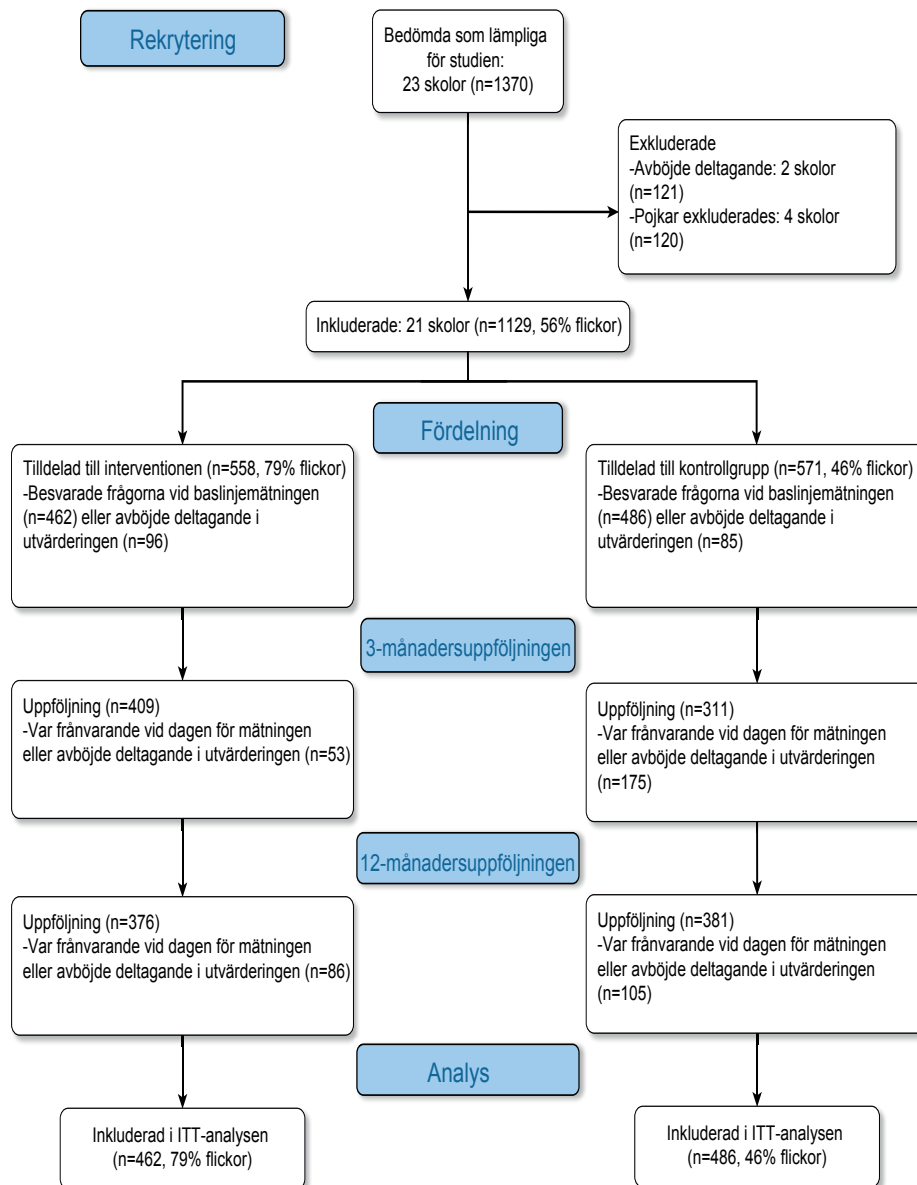 Rekrytering
Bedömda som lämpliga
för studien:
23 skolor (n=1370)
Exkluderade
-Avböjde deltagande: 2 skolor
(n=121)
-Pojkar exkluderades: 4 skolor
(n=120)
Inkluderade: 21 skolor (n=1129, 56% flickor)
Fördelning
Tilldelad till interventionen (n=558, 79% flickor)
-Besvarade frågorna vid baslinjemätningen
(n=462) eller avböjde deltagande i
utvärderingen (n=96)
Tilldelad till kontrollgrupp (n=571, 46% flickor)
-Besvarade frågorna vid baslinjemätningen
(n=486) eller avböjde deltagande i
utvärderingen (n=85)
3-månadersuppföljningen
Uppföljning (n=409)
-Var frånvarande vid dagen för mätningen
eller avböjde deltagande i utvärderingen (n=53)
Uppföljning (n=311)
-Var frånvarande vid dagen för mätningen
eller avböjde deltagande i utvärderingen
(n=175)
12-månadersuppföljningen
Uppföljning (n=376)
-Var frånvarande vid dagen för mätningen
eller avböjde deltagande i utvärderingen (n=86)
Uppföljning (n=381)
-Var frånvarande vid dagen för mätningen
eller avböjde deltagande i utvärderingen
(n=105)
Analys
Inkluderad i ITT-analysen
(n=462, 79% flickor)
Inkluderad i ITT-analysen
(n=486, 46% flickor)